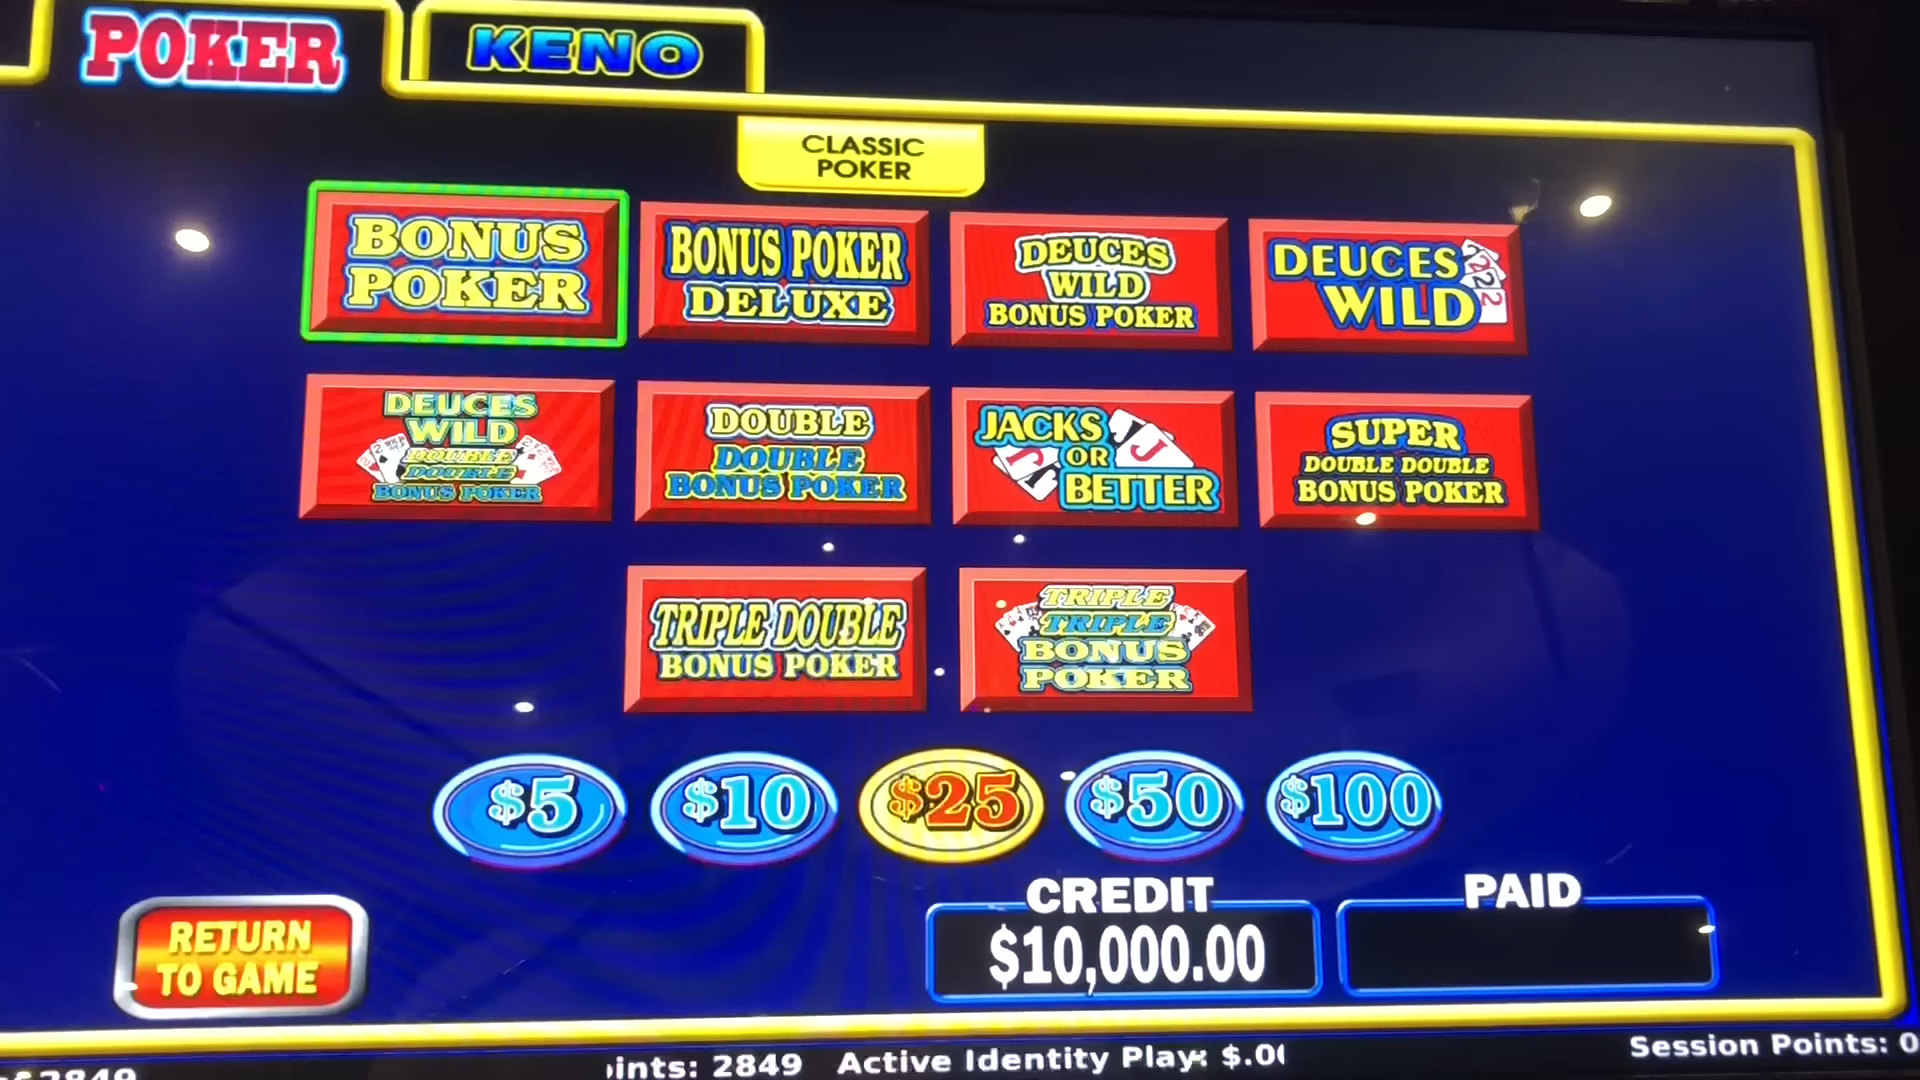 POKER
KENO
CLASSIC
POKER
BONUS
POKER
BONUS POKER
DELUXE
DEUCES
WILD
BONUS POKER
DEUCES
WILD
DEUCES
WILD
DOUBLE
DOUBLE
BONUS POKER
DOUBLE
DOUBLE
BONUS POKER
JACKS
OR
BETTER
SUPER
DOUBLE DOUBLE
BONUS POKER
TRIPLE DOUBLE
BONUS POKER
TRIPLE
TRIPLE
BONUS
POKER
$5
$10
$25
$50
$100
RETURN
TO GAME
CREDIT
$10,000.00
PAID
ints: 2849 Active Identity Play: $.0
Session Points: 0